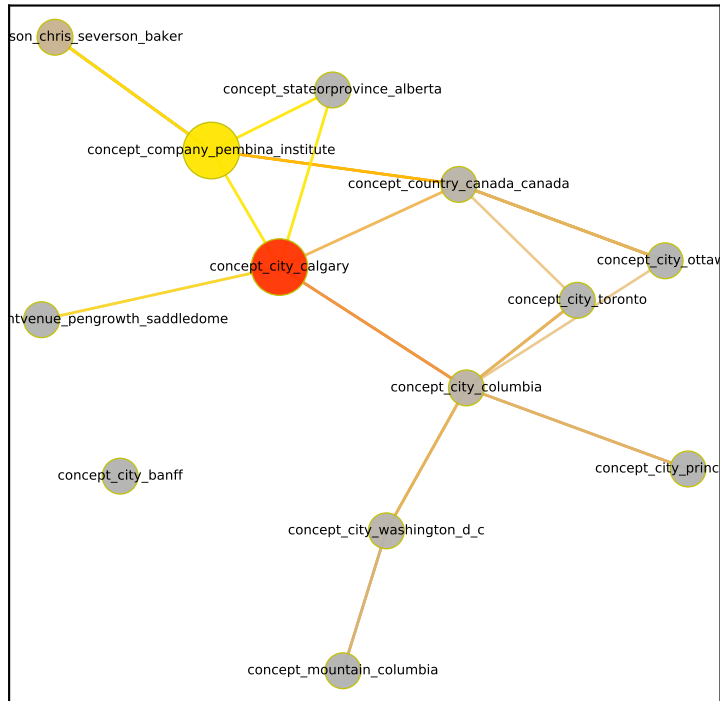 son_chris_severson_baker
concept_stateorprovince_alberta
concept_company_pembina_institute
concept_country_canada_canada
concept_city_ottaw
concept_city_calgary
concept_city_toronto
ntvenue_pengrowth_saddledome
concept_city_columbia
concept_city_banff
concept_city_princ
concept_city_washington_d_c
concept_mountain_columbia